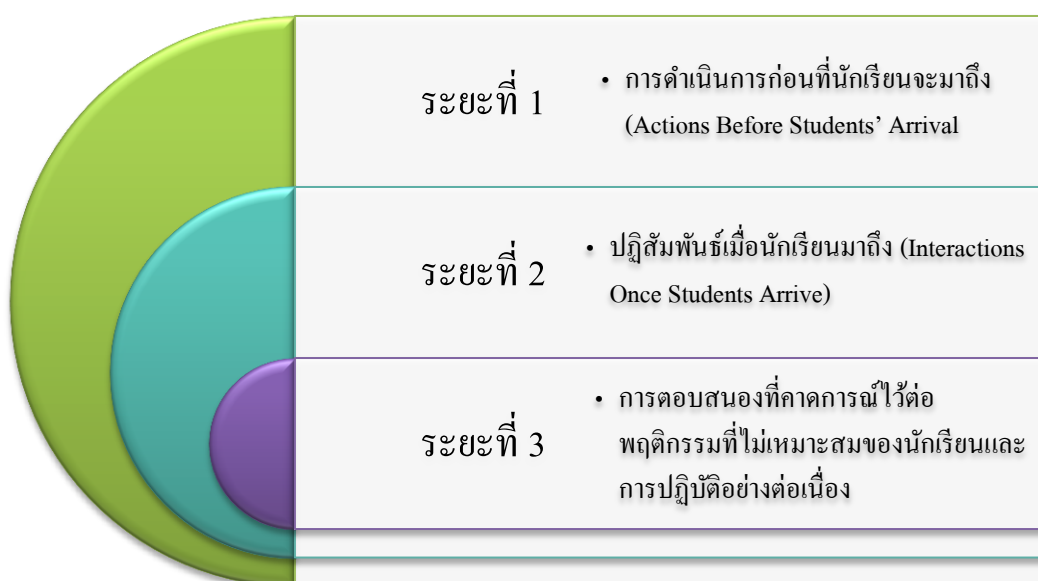 ระยะที่ 1
• การดำเนินการก่อนที่นักเรียนจะมาถึง
(Actions Before Students’ Arrival
ระยะที่ 2
• ปฏิสัมพันธ์เมื่อนักเรียนมาถึง (Interactions
Once Students Arrive)
ระยะที่ 3
• การตอบสนองที่คาดการณ์ไว้ต่อ
พฤติกรรมที่ไม่เหมาะสมของนักเรียนและ
การปฏิบัติอย่างต่อเนื่อง